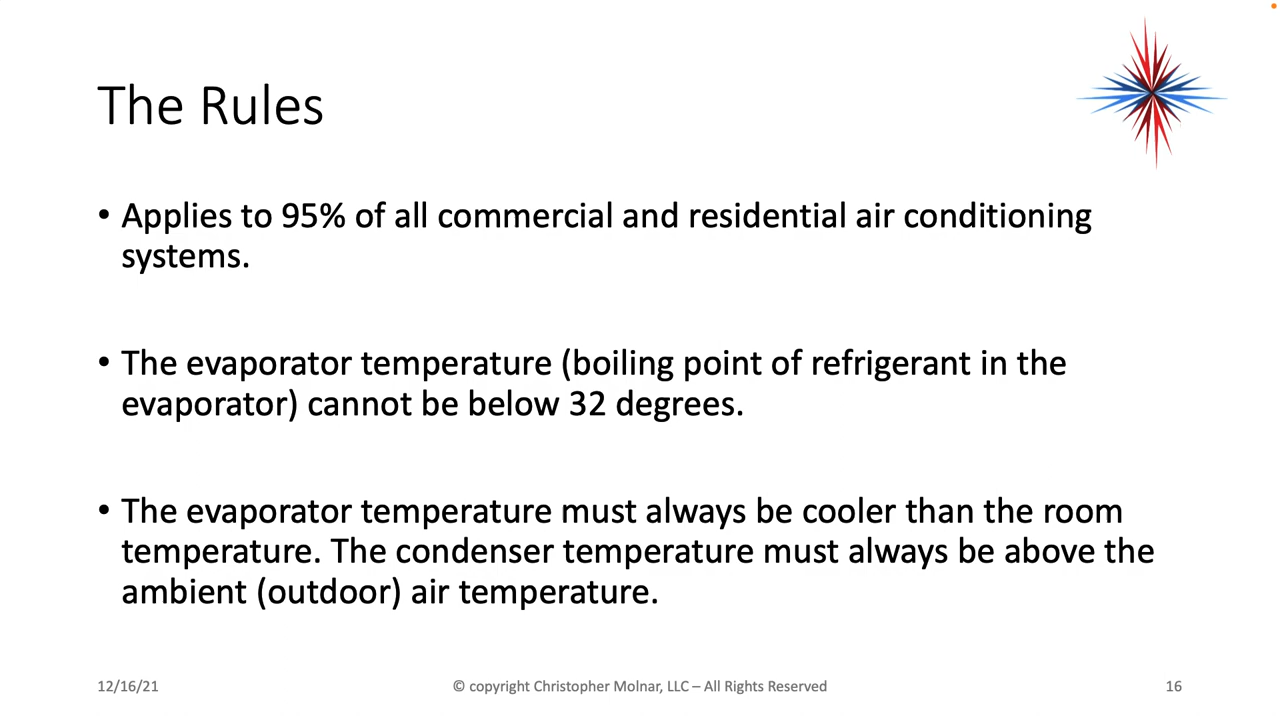 The Rules
• Applies to 95% of all commercial and residential air conditioning
systems.
• The evaporator temperature (boiling point of refrigerant in the
evaporator) cannot be below 32 degrees.
• The evaporator temperature must always be cooler than the room
temperature. The condenser temperature must always be above the
ambient (outdoor) air temperature.
12/16/21
© copyright Christopher Molnar, LLC – All Rights Reserved
16